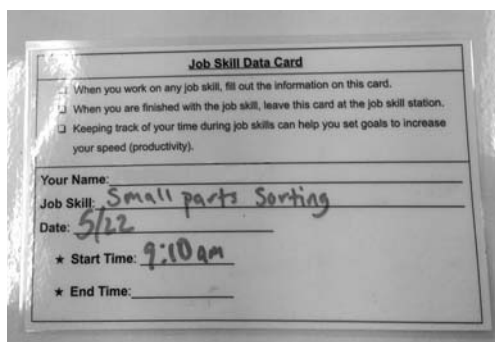 Job Skill Data Card
❑ When you work on any job skill, fill out the information on this card.
❑ When you are finished with the job skill, leave this card at the job skill station.
❑ Keeping track of your time during job skills can help you set goals to increase
your speed (productivity).
Your Name:
Job Skill: Small parts Sorting
Date: 5/22
★ Start Time: 9:10 am
★ End Time: